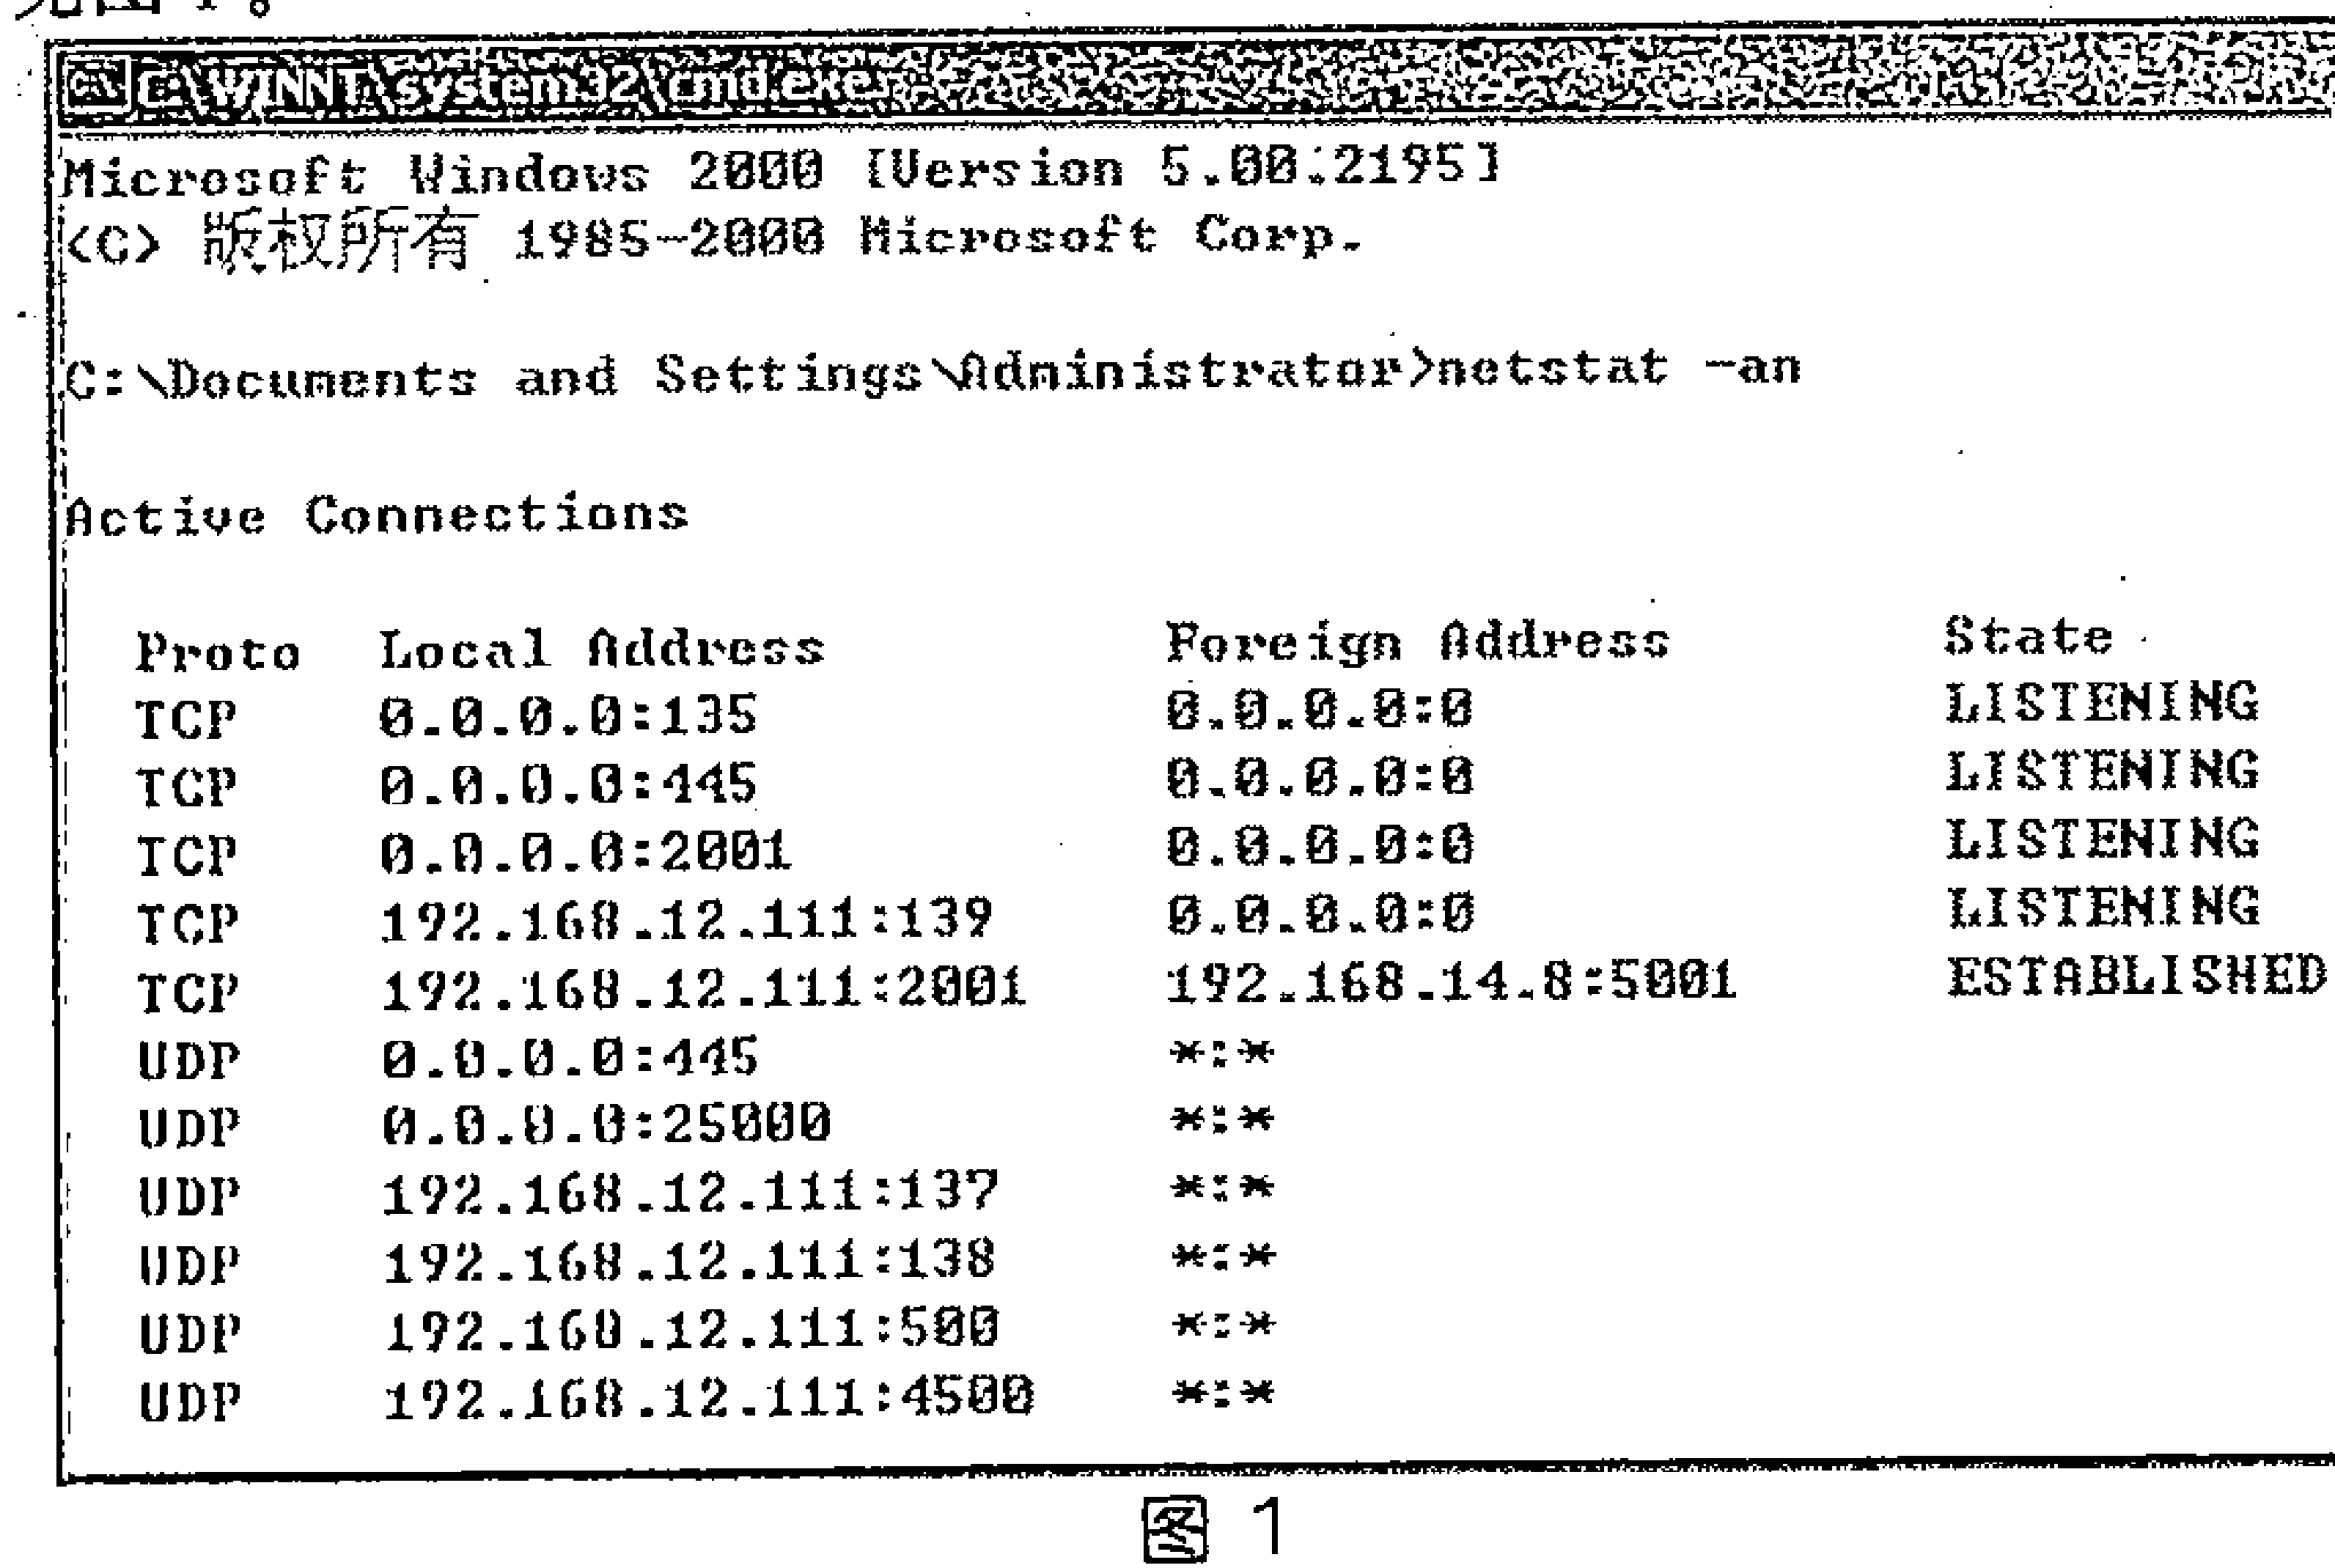 见图 1。
C:\WINNT\system32\cmd.exe
Microsoft Windows 2000 [Version 5.00.2195]
<C> 版权所有 1985-2000 Microsoft Corp.
C:\Documents and Settings\Administrator>netstat -an
Active Connections
Proto Local Address Foreign Address State
TCP 0.0.0.0:135 0.0.0.0:0 LISTENING
TCP 0.0.0.0:445 0.0.0.0:0 LISTENING
TCP 0.0.0.0:2001 0.0.0.0:0 LISTENING
TCP 192.168.12.111:139 0.0.0.0:0 LISTENING
TCP 192.168.12.111:2001 192.168.14.8:5001 ESTABLISHED
UDP 0.0.0.0:445 *:*
UDP 0.0.0.0:25000 *:*
UDP 192.168.12.111:137 *:*
UDP 192.168.12.111:138 *:*
UDP 192.168.12.111:500 *:*
UDP 192.168.12.111:4500 *:*
图 1